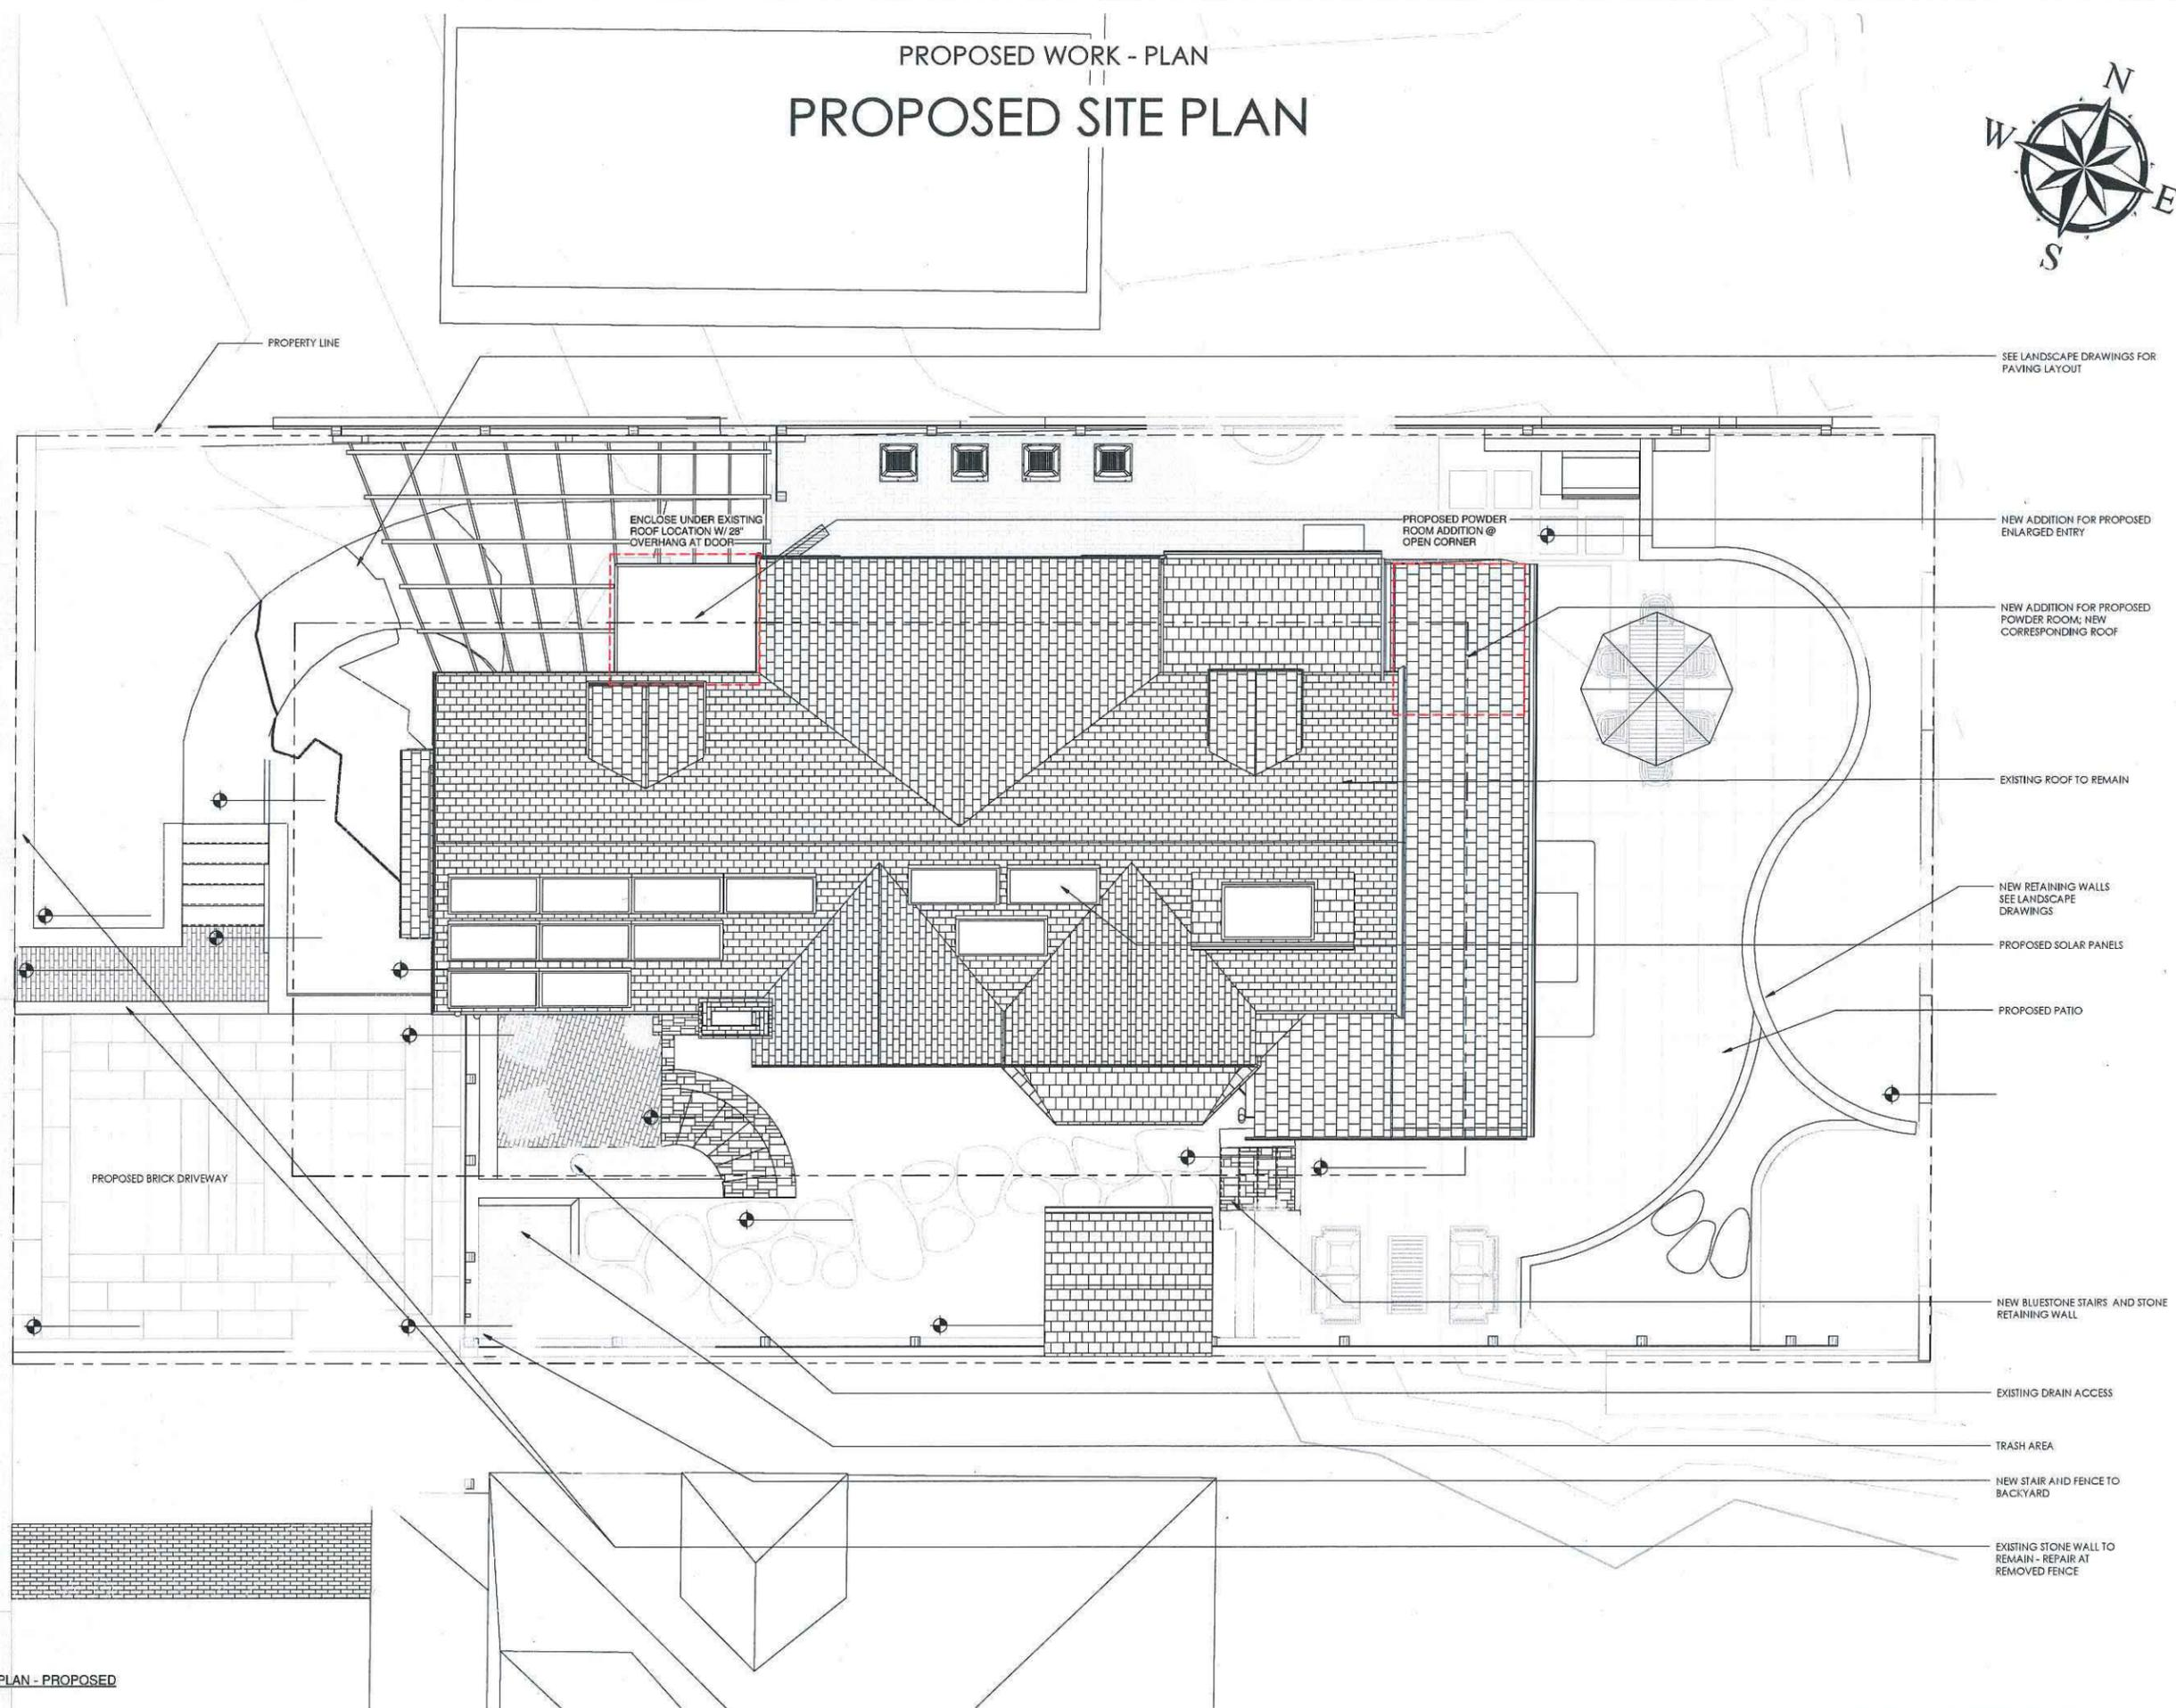 PROPOSED WORK - PLAN
PROPOSED SITE PLAN
N
W
E
S
PROPERTY LINE
SEE LANDSCAPE DRAWINGS FOR
PAVING LAYOUT
ENCLOSE UNDER EXISTING
ROOF LOCATION W/ 28"
OVERHANG AT DOOR
PROPOSED POWDER
ROOM ADDITION @
OPEN CORNER
NEW ADDITION FOR PROPOSED
ENLARGED ENTRY
NEW ADDITION FOR PROPOSED
POWDER ROOM; NEW
CORRESPONDING ROOF
EXISTING ROOF TO REMAIN
NEW RETAINING WALLS
SEE LANDSCAPE
DRAWINGS
PROPOSED SOLAR PANELS
PROPOSED PATIO
PROPOSED BRICK DRIVEWAY
NEW BLUESTONE STAIRS AND STONE
RETAINING WALL
EXISTING DRAIN ACCESS
TRASH AREA
NEW STAIR AND FENCE TO
BACKYARD
EXISTING STONE WALL TO
REMAIN - REPAIR AT
REMOVED FENCE
PLAN - PROPOSED